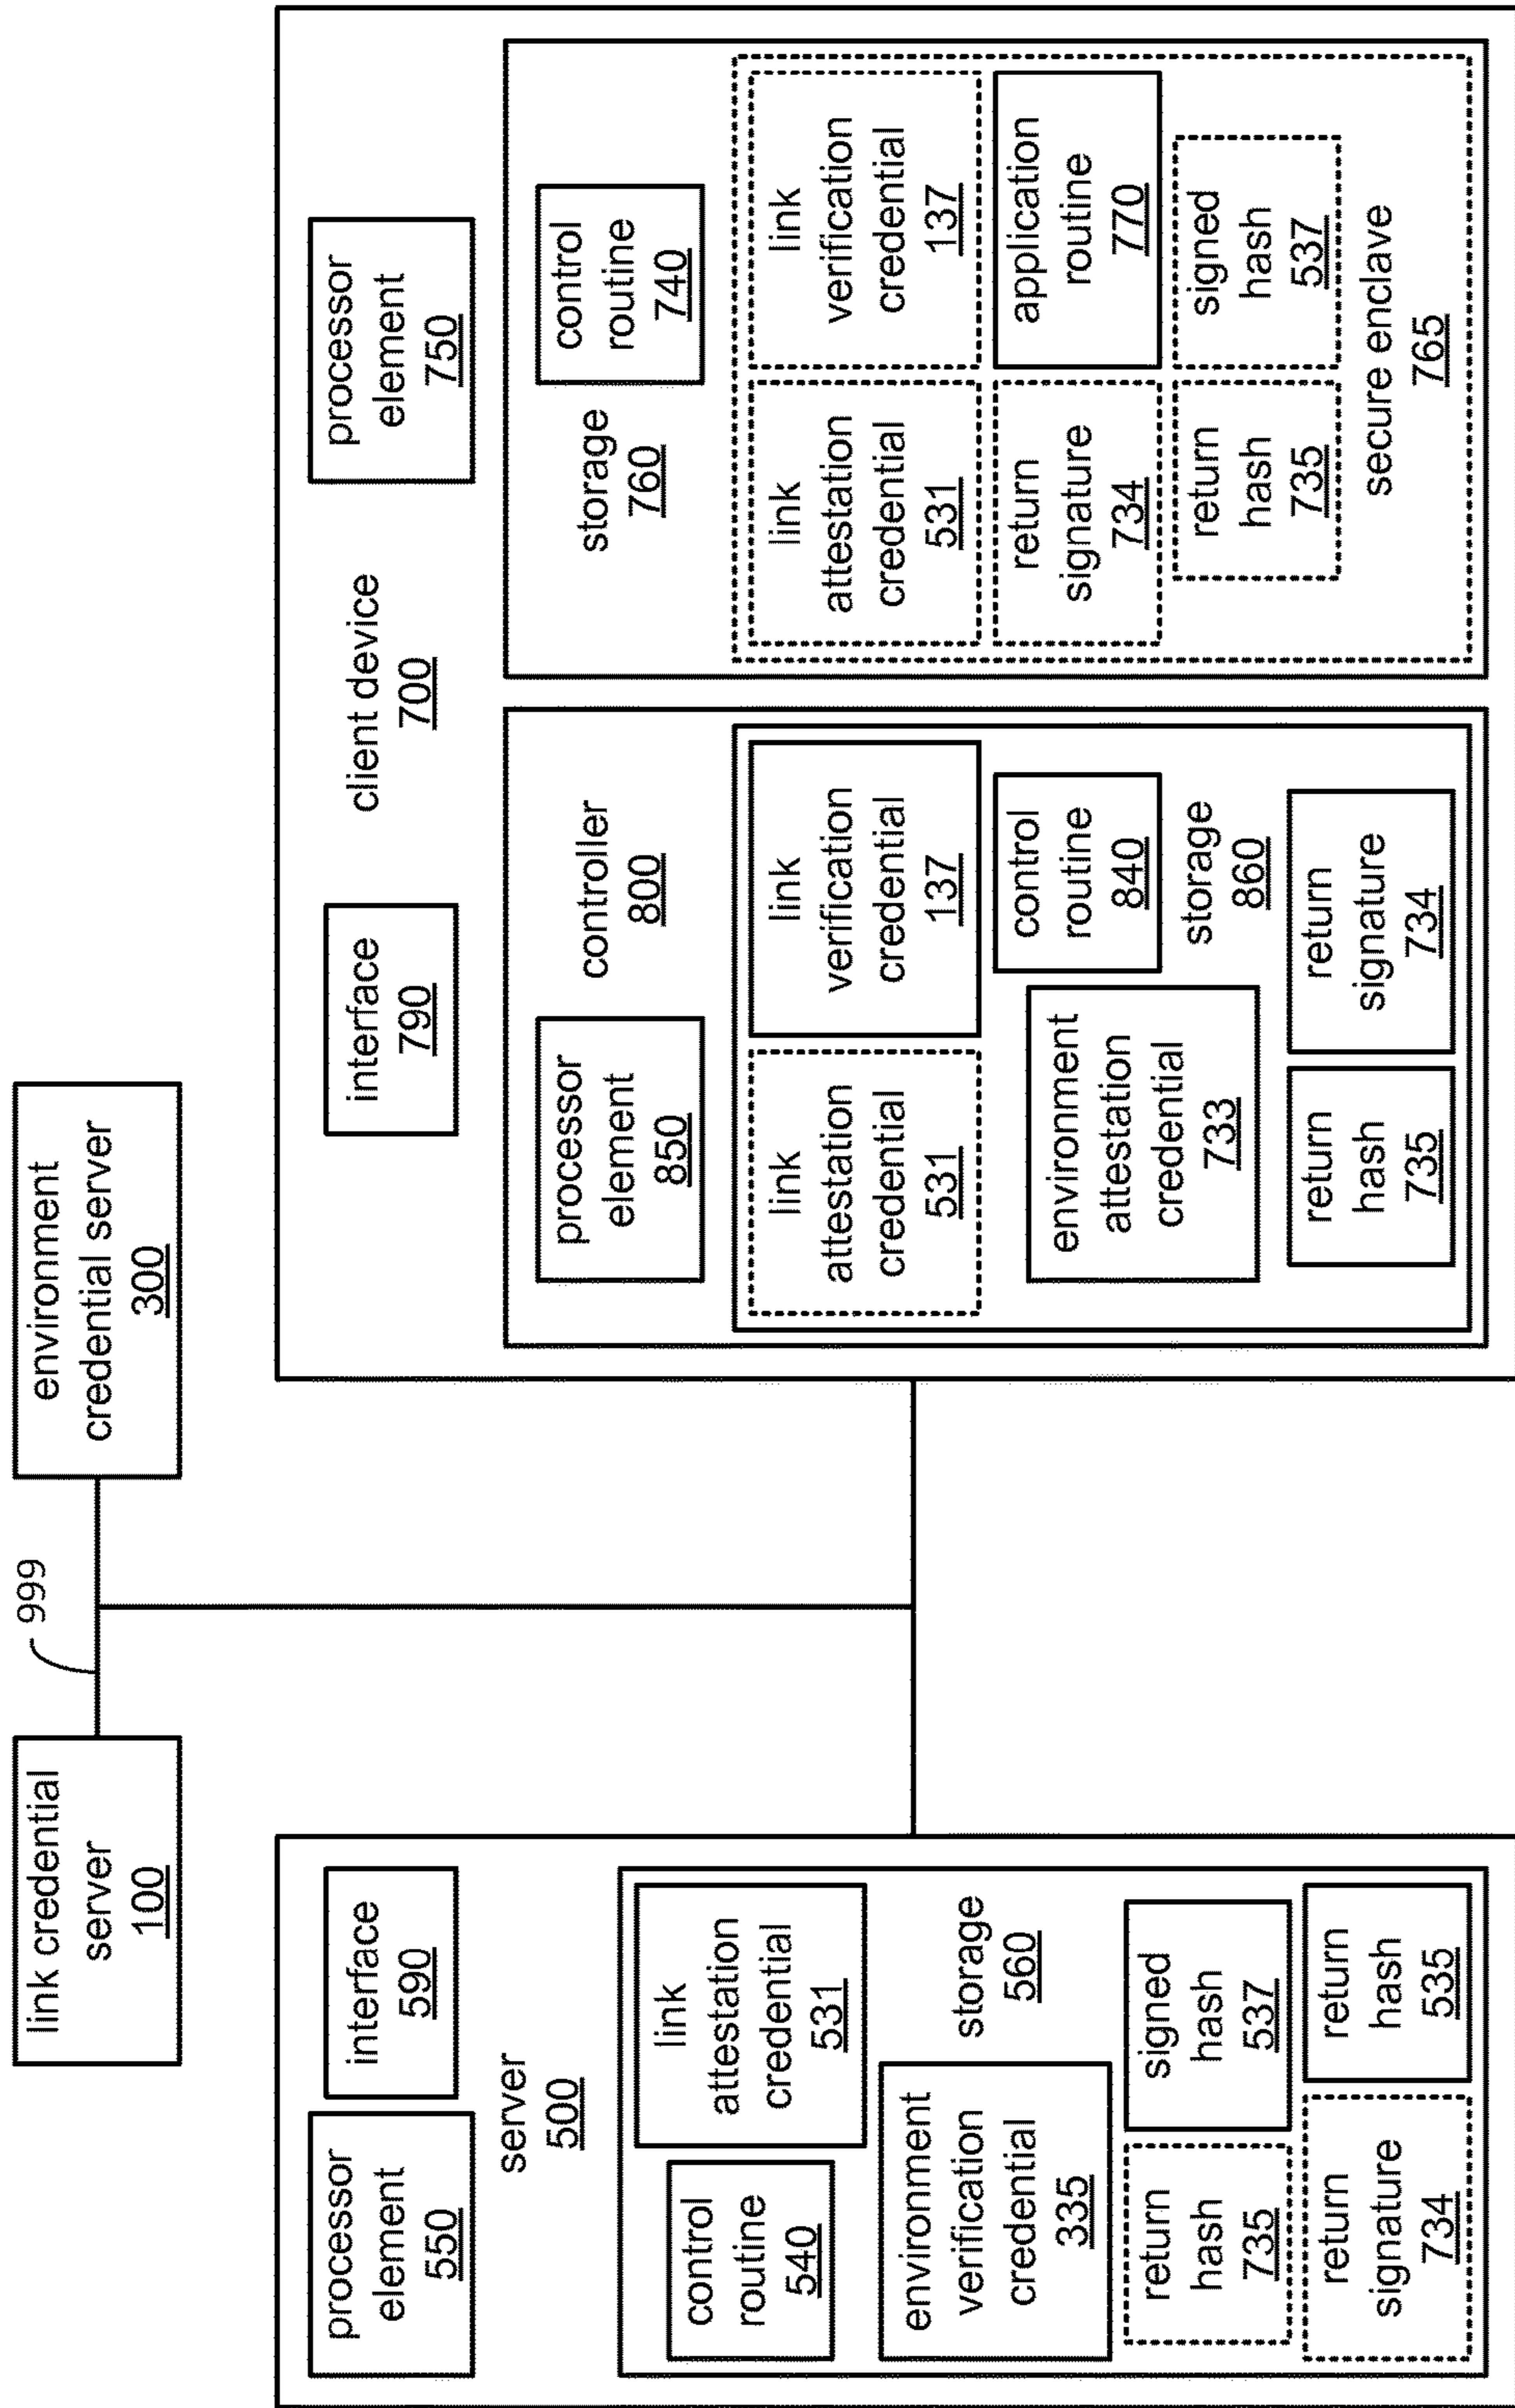 link credential
server
100
999
environment
credential server
300
processor
element
550
interface
590
server
500
control
routine
540
link
attestation
credential
531
environment
verification
credential
335
storage
560
return
hash
735
signed
hash
537
return
signature
734
return
hash
535
interface
790
client device
700
processor
element
750
processor
element
850
controller
800
link
attestation
credential
531
link
verification
credential
137
environment
attestation
credential
733
control
routine
840
storage
860
return
hash
735
return
signature
734
storage
760
control
routine
740
link
attestation
credential
531
link
verification
credential
137
return
signature
734
application
routine
770
return
hash
735
signed
hash
537
secure enclave
765